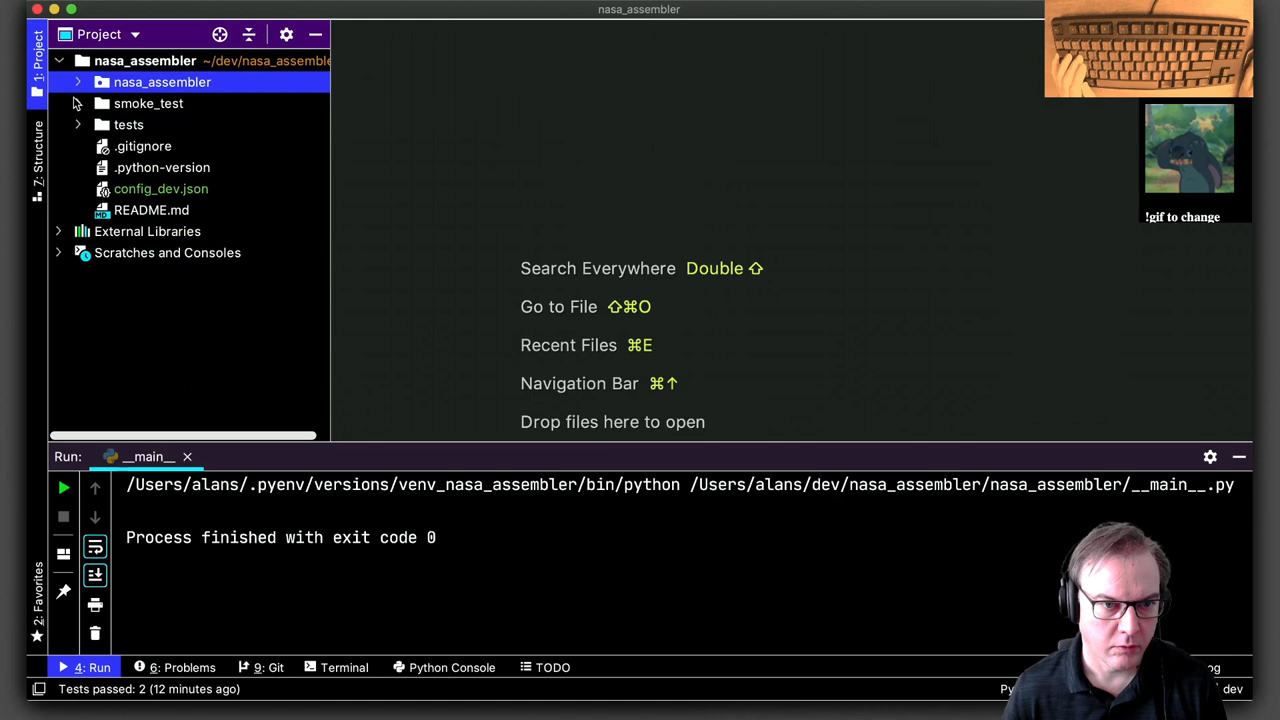 nasa_assembler
1: Project
Project
nasa_assembler ~/dev/nasa_assemble
nasa_assembler
smoke_test
tests
.gitignore
.python-version
config_dev.json
README.md
External Libraries
Scratches and Consoles
7: Structure
2: Favorites
Search Everywhere Double ⇧
Go to File ⇧⌘O
Recent Files ⌘E
Navigation Bar ⌘↑
Drop files here to open
!gif to change
Run: __main__
/Users/alans/.pyenv/versions/venv_nasa_assembler/bin/python /Users/alans/dev/nasa_assembler/nasa_assembler/__main__.py
Process finished with exit code 0
4: Run 6: Problems 9: Git Terminal Python Console TODO og
Tests passed: 2 (12 minutes ago) Py dev